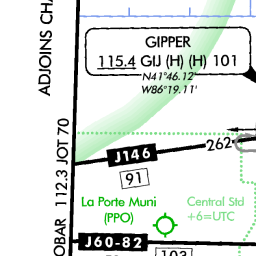 ADJOINS CHA
GIPPER
115.4 GIJ (H) (H) 101
N41°46.12'
W86°19.11'
112.3 JOT 70
J146
262
91
La Porte Muni
(PPO)
Central Std
+6=UTC
OBAR
J60-82
103